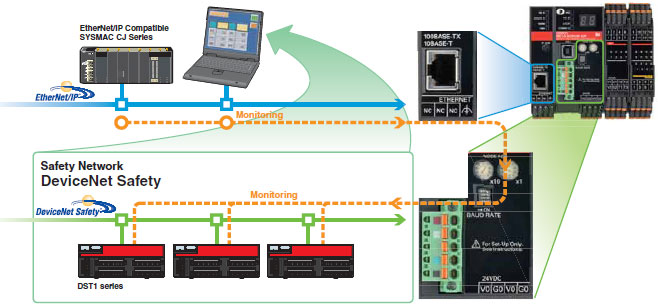 EtherNet/IP Compatible
SYSMAC CJ Series
EtherNet/IP
Monitoring
100BASE-TX
10BASE-T
ETHERNET
NC NC NC
Safety Network
DeviceNet Safety
Monitoring
DeviceNet Safety
DST1 series
NODE
x10 x1
ON
BAUD RATE
For Set-Up Only.
See Instructions.
24VDC
V0 G0 V0 G0